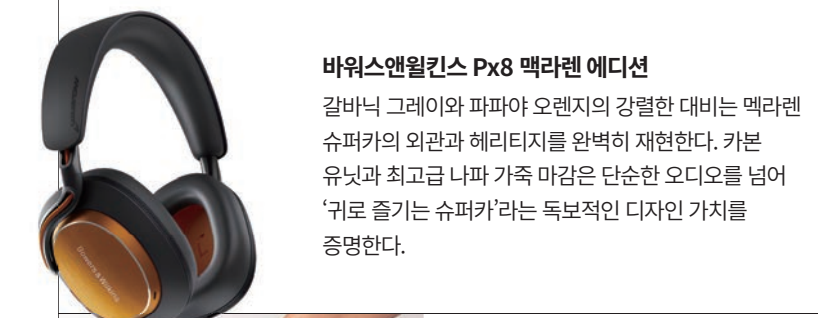 바워스앤윌킨스 Px8 맥라렌 에디션
갈바닉 그레이와 파파야 오렌지의 강렬한 대비는 멕라렌
슈퍼카의 외관과 헤리티지를 완벽히 재현한다. 카본
유닛과 최고급 나파 가죽 마감은 단순한 오디오를 넘어
‘귀로 즐기는 슈퍼카’라는 독보적인 디자인 가치를
증명한다.
Bowers & Wilkins